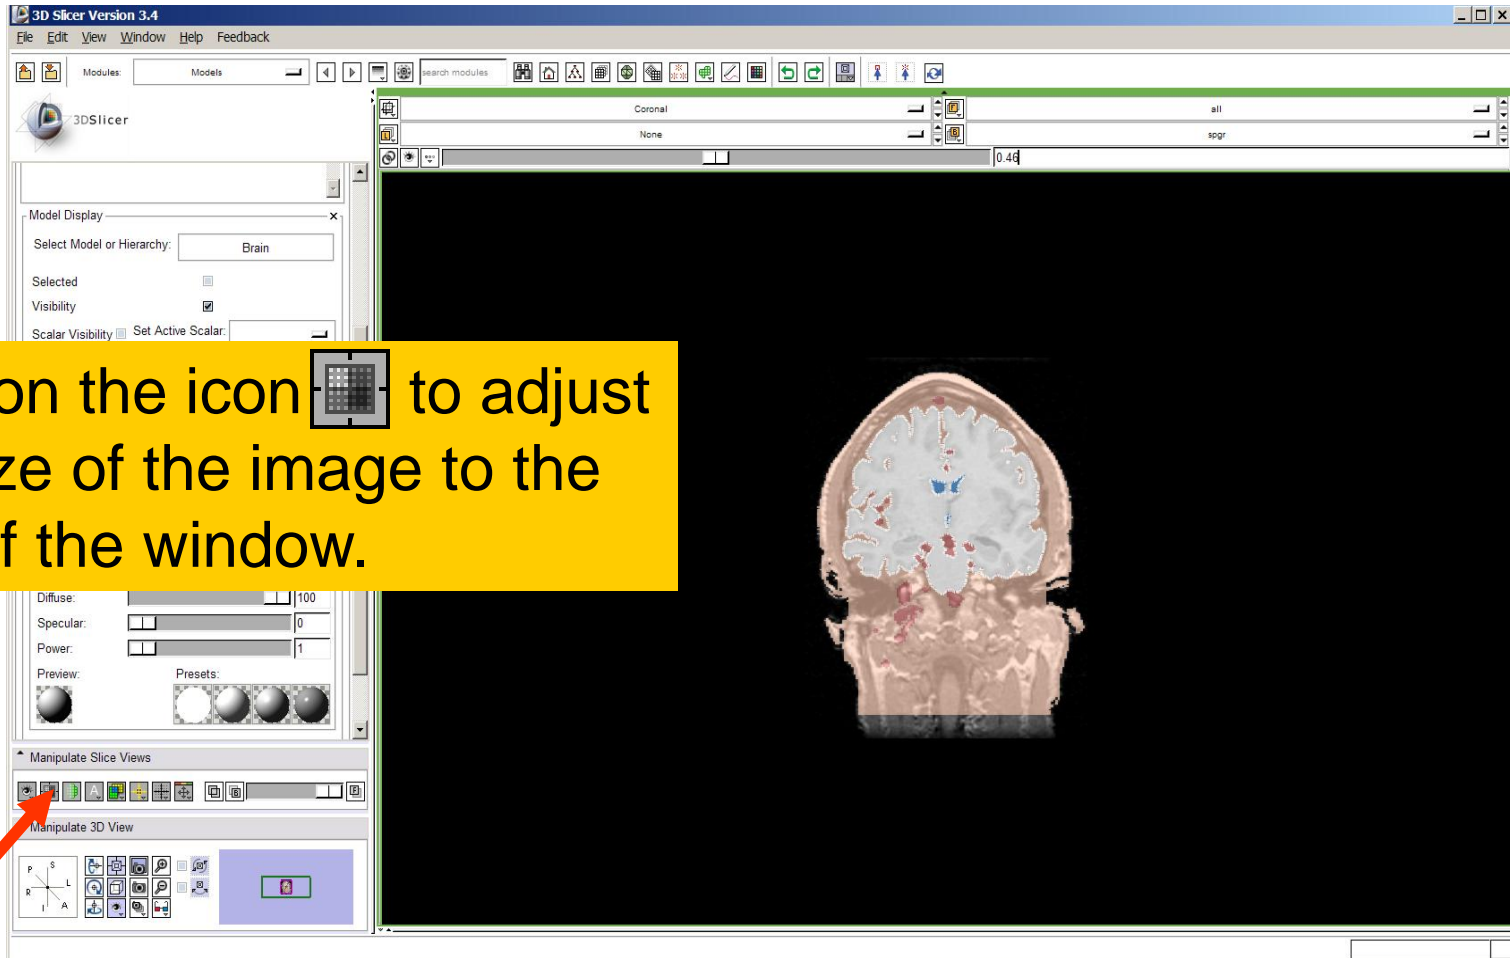 3D Slicer Version 3.4
File Edit View Window Help Feedback
Modules: Models search modules
3DSlicer
Coronal all
None spgr
0.46
Model Display
Select Model or Hierarchy: Brain
Selected
Visibility
Scalar Visibility Set Active Scalar:
on the icon to adjust
ze of the image to the
f the window.
Diffuse: 100
Specular: 0
Power: 1
Preview: Presets:
Manipulate Slice Views
Manipulate 3D View
P S
R L
I A